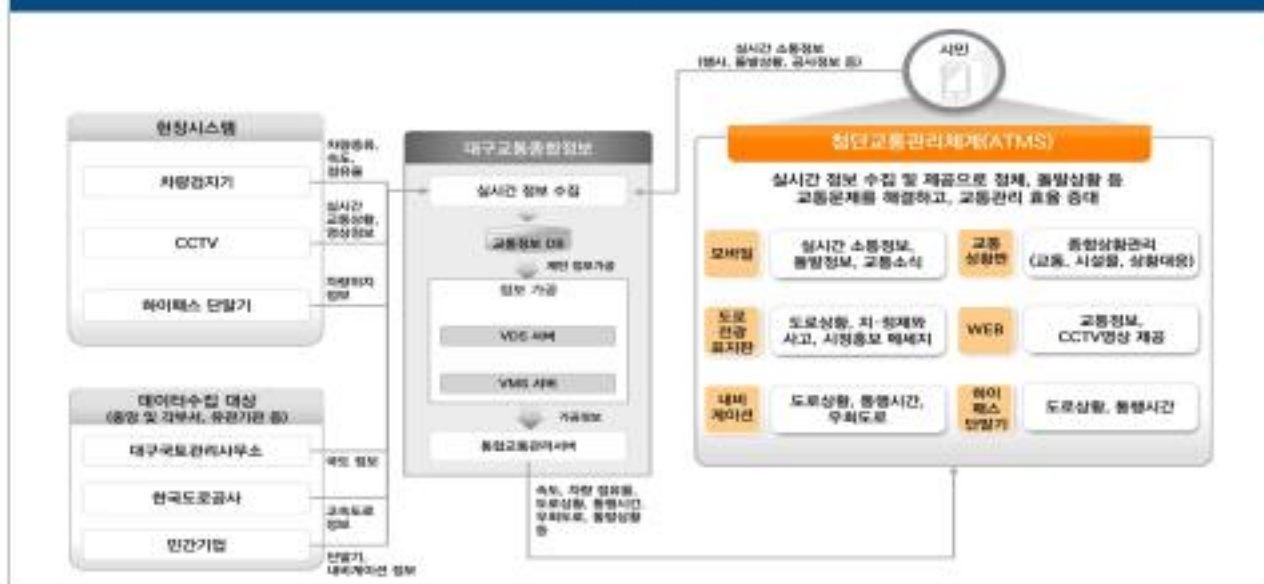 실시간 소통정보
(행사, 돌발상황, 공사정보 등)
시민
현장시스템
차량검지기
CCTV
하이패스 단말기
차량종류,
속도,
점유율
실시간
교통상황,
영상정보
차량위치
정보
데이터수집 대상
(중앙 및 각부서, 유관기관 등)
대구국토관리사무소
한국도로공사
민간기업
국도 정보
고속도로
정보
단말기,
내비게이션 정보
대구교통종합정보
실시간 정보 수집
교통정보 DB
정보가공
정보 가공
VDS 서버
VMS 서버
가공정보
통합교통관리서버
속도, 차량 점유율,
도로상황, 통행시간,
우회도로, 돌발상황
등
첨단교통관리체계(ATMS)
실시간 정보 수집 및 제공으로 정체, 돌발상황 등
교통문제를 해결하고, 교통관리 효율 증대
모바일
실시간 소통정보,
돌발정보, 교통소식
교통
상황판
종합상황관리
(교통, 시설물, 상황대응)
도로
전광
표지판
도로상황, 지·정체와
사고, 시정홍보 메세지
WEB
교통정보,
CCTV영상 제공
내비
게이션
도로상황, 통행시간,
우회도로
하이
패스
단말기
도로상황, 통행시간